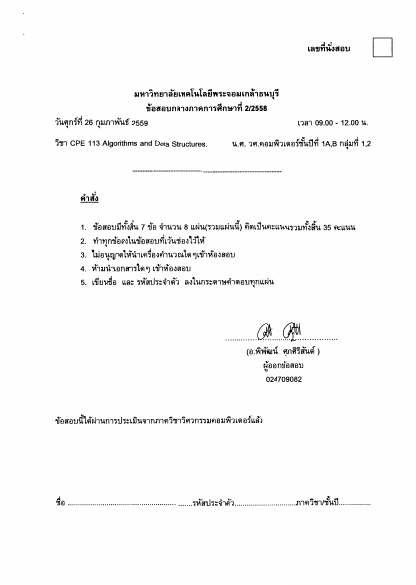 เลขที่นั่งสอบ
มหาวิทยาลัยเทคโนโลยีพระจอมเกล้าธนบุรี
ข้อสอบกลางภาคการศึกษาที่ 2/2558
วันศุกร์ที่ 26 กุมภาพันธ์ 2559 เวลา 09.00 - 12.00 น.
วิชา CPE 113 Algorithms and Data Structures. น.ศ. วศ.คอมพิวเตอร์ชั้นปีที่ 1A,B กลุ่มที่ 1,2
คำสั่ง
1. ข้อสอบมีทั้งสิ้น 7 ข้อ จำนวน 8 แผ่น(รวมแผ่นนี้) คิดเป็นคะแนนรวมทั้งสิ้น 35 คะแนน
2. ทำทุกข้อลงในข้อสอบที่เว้นช่องไว้ให้
3. ไม่อนุญาตให้นำเครื่องคำนวณใดๆเข้าห้องสอบ
4. ห้ามนำเอกสารใดๆ เข้าห้องสอบ
5. เขียนชื่อ และ รหัสประจำตัว ลงในกระดาษคำตอบทุกแผ่น
(อ.พิพัฒน์ ศุภศิริสันต์ )
ผู้ออกข้อสอบ
024709082
ข้อสอบนี้ได้ผ่านการประเมินจากภาควิชาวิศวกรรมคอมพิวเตอร์แล้ว
ชื่อ ........................................................ รหัสประจำตัว..........................ภาควิชา/ชั้นปี..............